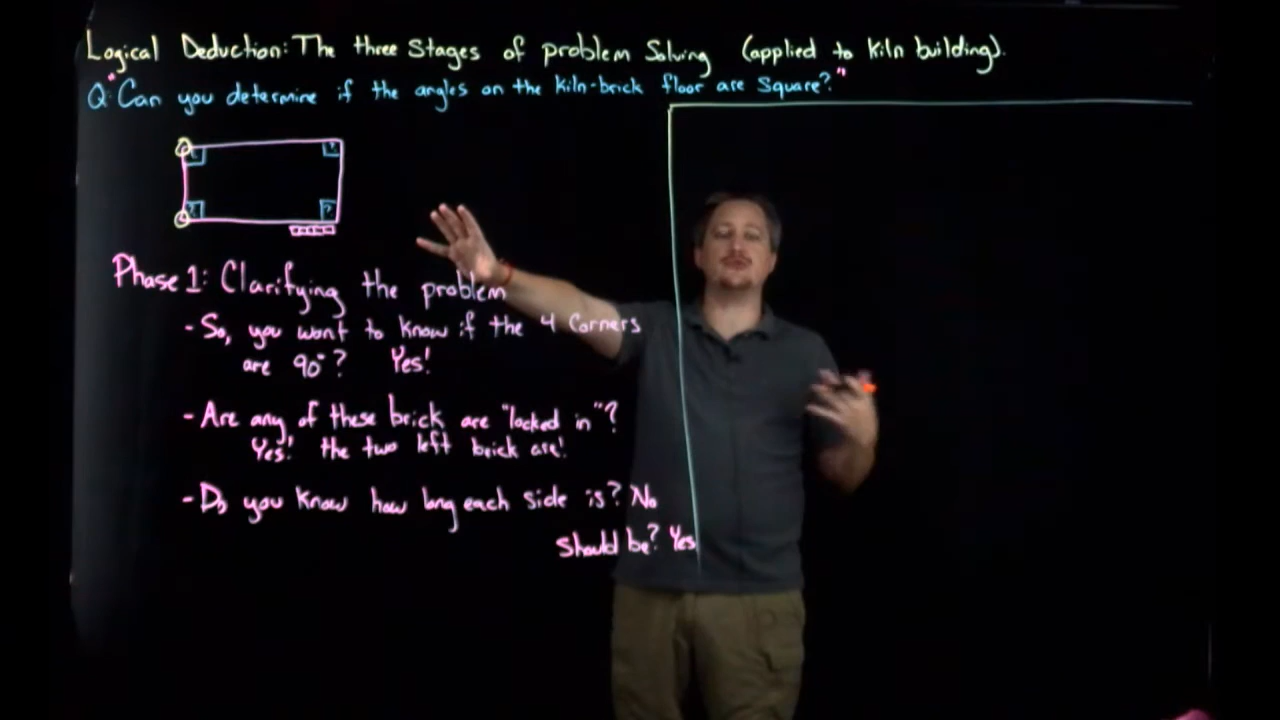 Logical Deduction: The three Stages of problem Solving (applied to kiln building).
Q: "Can you determine if the angles on the kiln-brick floor are Square?"
? ?
? ?
Phase 1: Clarifying the problem
- So, you want to know if the 4 Corners
are 90°? Yes!
- Are any of these brick are "locked in"?
Yes! the two left brick are!
- Do you know how long each side is? No
Should be? Yes